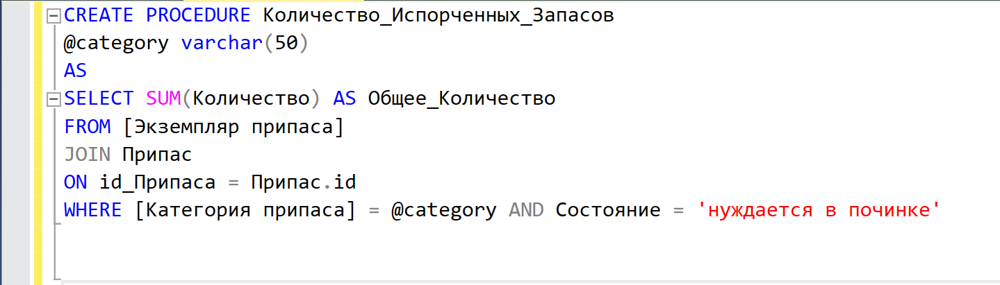 CREATE PROCEDURE Количество_Испорченных_Запасов
@category varchar(50)
AS
SELECT SUM(Количество) AS Общее_Количество
FROM [Экземпляр припаса]
JOIN Припас
ON id_Припаса = Припас.id
WHERE [Категория припаса] = @category AND Состояние = 'нуждается в починке'